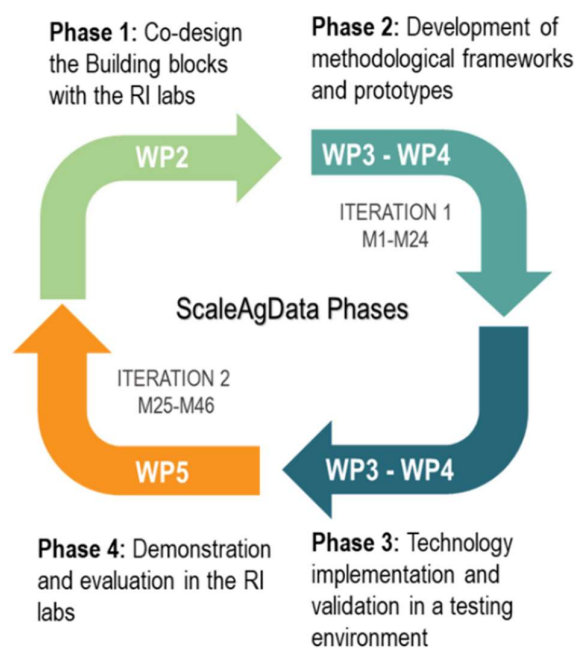 Phase 1: Co-design
the Building blocks
with the RI labs
Phase 2: Development of
methodological frameworks
and prototypes
WP2
WP3 - WP4
ITERATION 1
M1-M24
ScaleAgData Phases
ITERATION 2
M25-M46
WP5
WP3 - WP4
Phase 4: Demonstration
and evaluation in the RI
labs
Phase 3: Technology
implementation and
validation in a testing
environment